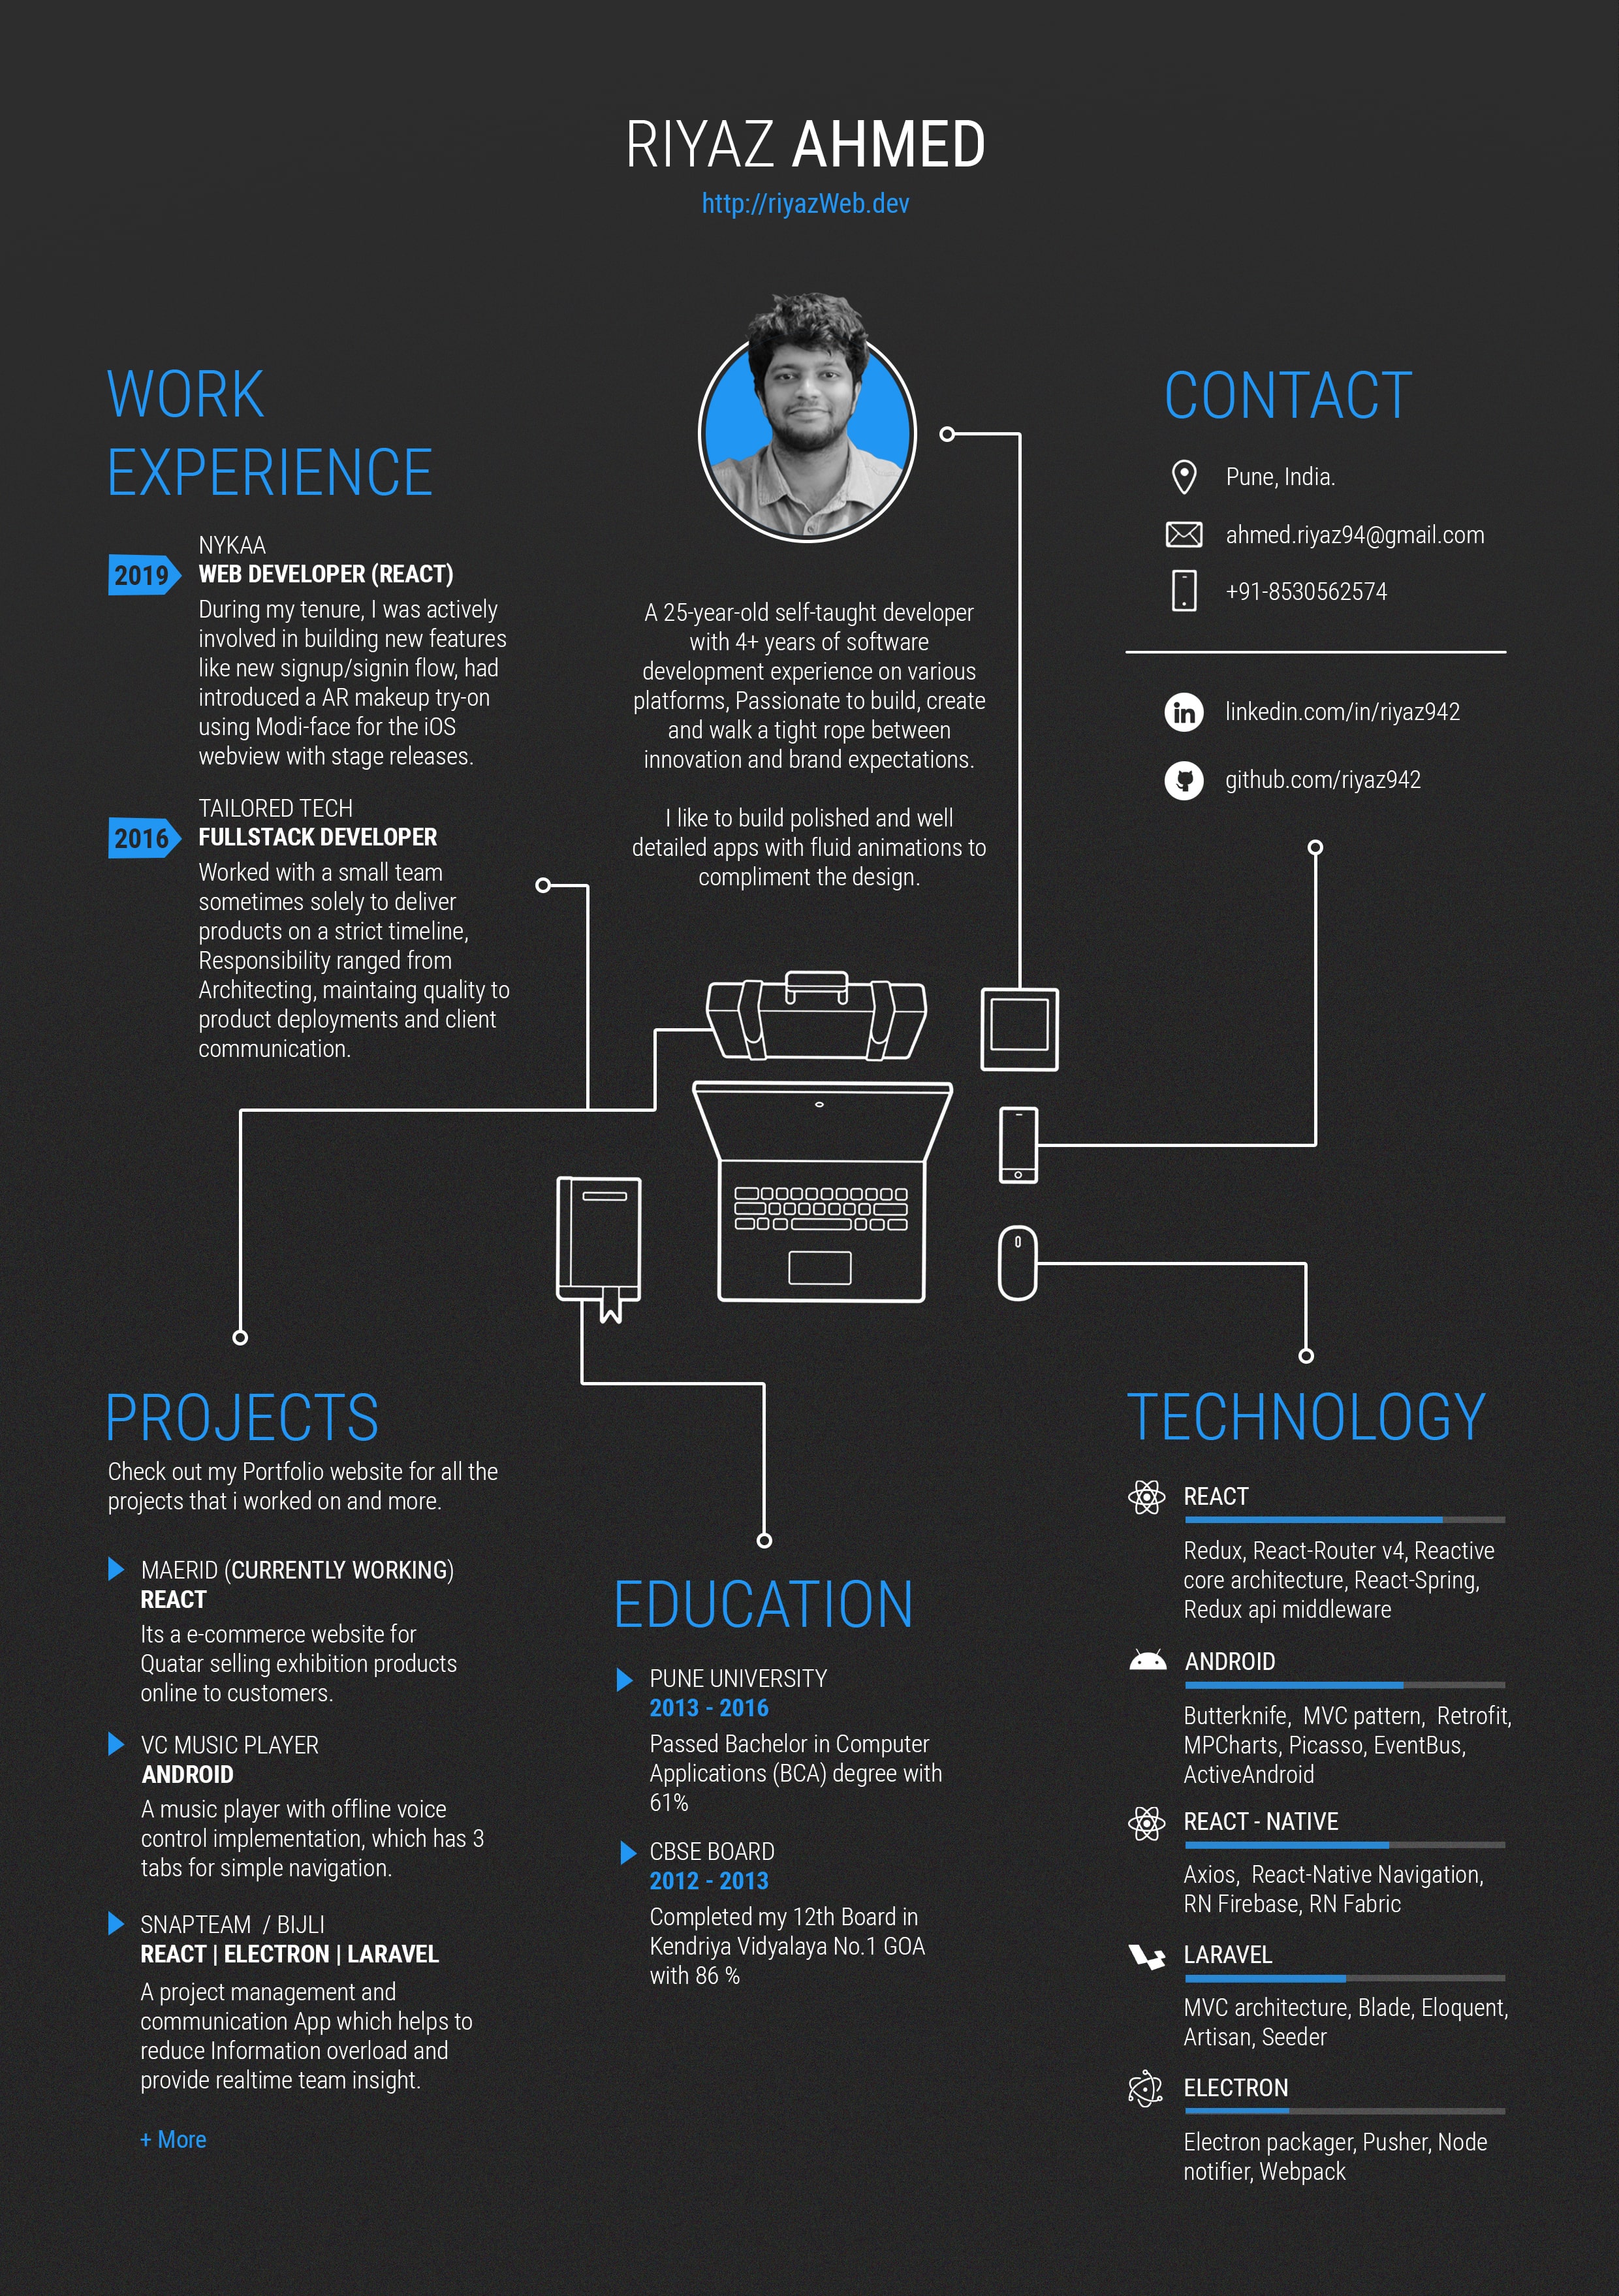 RIYAZ AHMED
http://riyazWeb.dev
WORK
EXPERIENCE
2019
NYKAA
WEB DEVELOPER (REACT)
During my tenure, I was actively
involved in building new features
like new signup/signin flow, had
introduced a AR makeup try-on
using Modi-face for the iOS
webview with stage releases.
2016
TAILORED TECH
FULLSTACK DEVELOPER
Worked with a small team
sometimes solely to deliver
products on a strict timeline,
Responsibility ranged from
Architecting, maintaing quality to
product deployments and client
communication.
A 25-year-old self-taught developer
with 4+ years of software
development experience on various
platforms, Passionate to build, create
and walk a tight rope between
innovation and brand expectations.
I like to build polished and well
detailed apps with fluid animations to
compliment the design.
CONTACT
Pune, India.
ahmed.riyaz94@gmail.com
+91-8530562574
in
linkedin.com/in/riyaz942
github.com/riyaz942
PROJECTS
Check out my Portfolio website for all the
projects that i worked on and more.
MAERID (CURRENTLY WORKING)
REACT
Its a e-commerce website for
Quatar selling exhibition products
online to customers.
VC MUSIC PLAYER
ANDROID
A music player with offline voice
control implementation, which has 3
tabs for simple navigation.
SNAPTEAM / BIJLI
REACT | ELECTRON | LARAVEL
A project management and
communication App which helps to
reduce Information overload and
provide realtime team insight.
+ More
EDUCATION
PUNE UNIVERSITY
2013 - 2016
Passed Bachelor in Computer
Applications (BCA) degree with
61%
CBSE BOARD
2012 - 2013
Completed my 12th Board in
Kendriya Vidyalaya No.1 GOA
with 86 %
TECHNOLOGY
REACT
Redux, React-Router v4, Reactive
core architecture, React-Spring,
Redux api middleware
ANDROID
Butterknife, MVC pattern, Retrofit,
MPCharts, Picasso, EventBus,
ActiveAndroid
REACT - NATIVE
Axios, React-Native Navigation,
RN Firebase, RN Fabric
LARAVEL
MVC architecture, Blade, Eloquent,
Artisan, Seeder
ELECTRON
Electron packager, Pusher, Node
notifier, Webpack